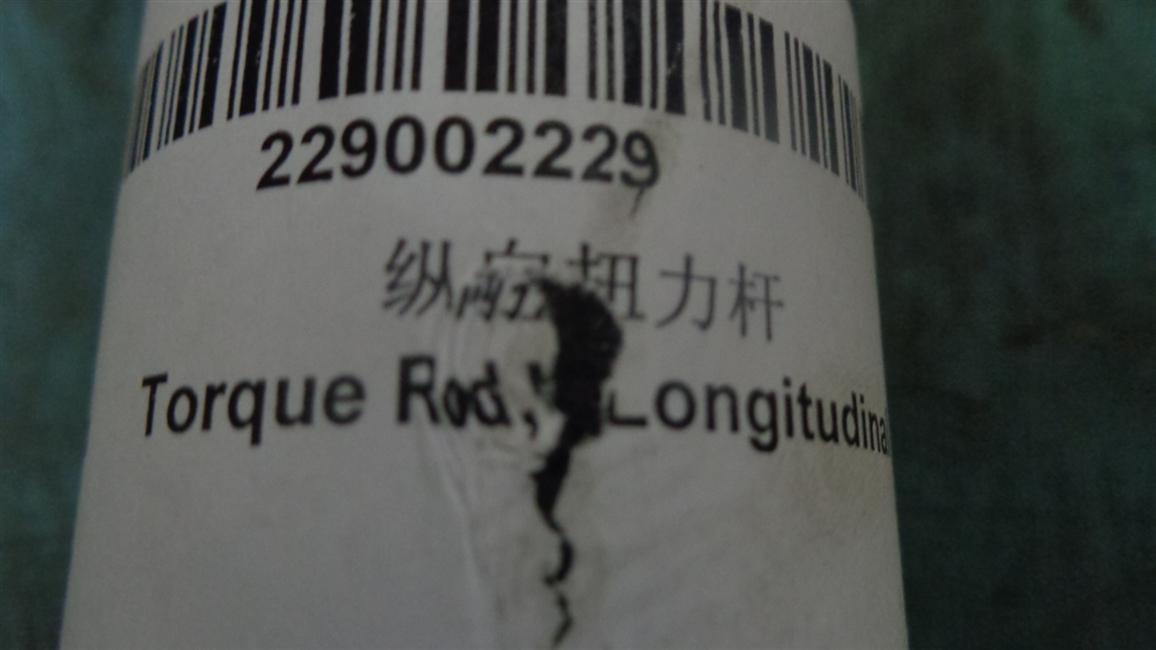 229002229
纵 扭力杆
Torque Rod, Longitudinal